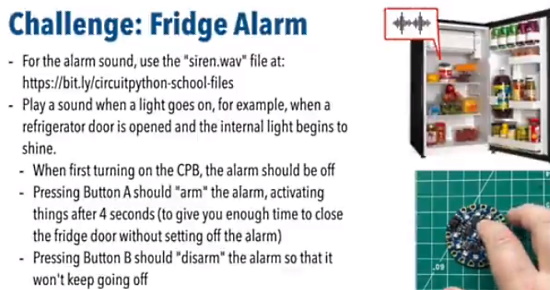 Challenge: Fridge Alarm
- For the alarm sound, use the "siren.wav" file at:
https://bit.ly/circuitpython-school-files
- Play a sound when a light goes on, for example, when a
refrigerator door is opened and the internal light begins to
shine.
- When first turning on the CPB, the alarm should be off
- Pressing Button A should "arm" the alarm, activating
things after 4 seconds (to give you enough time to close
the fridge door without setting off the alarm)
- Pressing Button B should "disarm" the alarm so that it
won't keep going off